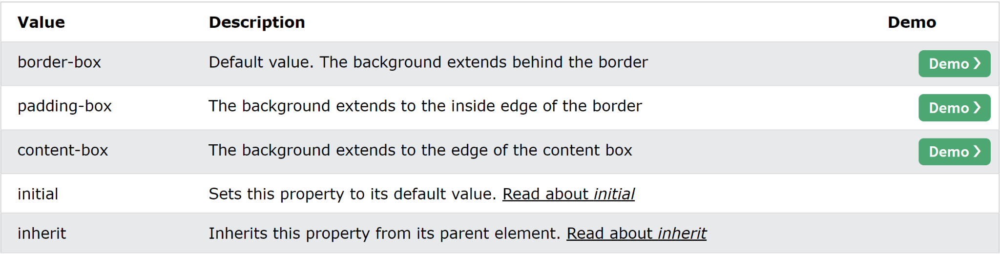 Value Description Demo
border-box Default value. The background extends behind the border Demo ❯
padding-box The background extends to the inside edge of the border Demo ❯
content-box The background extends to the edge of the content box Demo ❯
initial Sets this property to its default value. Read about initial
inherit Inherits this property from its parent element. Read about inherit